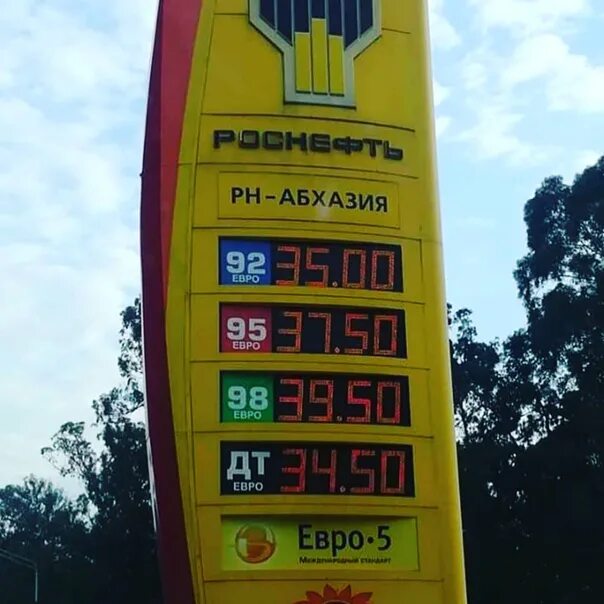 РОСНЕФТЬ
РН-АБХАЗИЯ
92 ЕВРО 35.00
95 ЕВРО 37.50
98 ЕВРО 39.50
ДТ ЕВРО 34.50
Евро·5
Международный стандарт